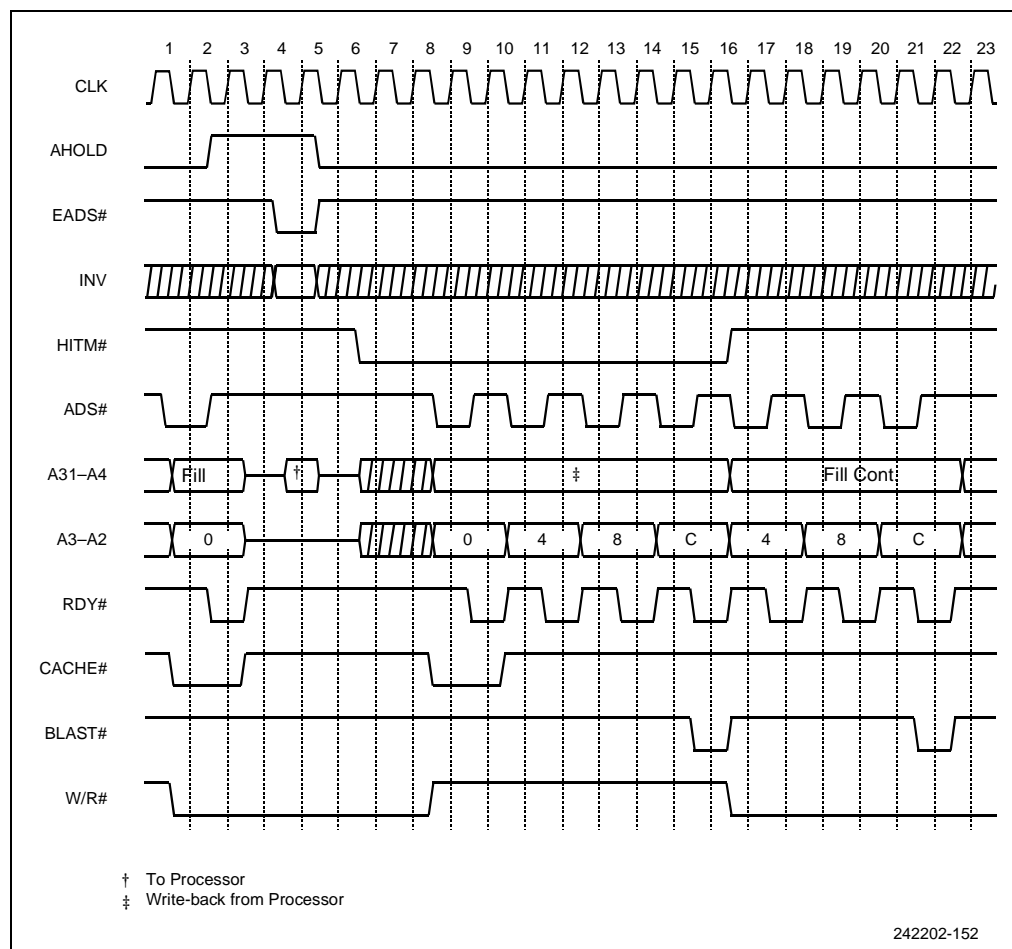 1 2 3 4 5 6 7 8 9 10 11 12 13 14 15 16 17 18 19 20 21 22 23
CLK
AHOLD
EADS#
INV
HITM#
ADS#
A31–A4 Fill † ‡ Fill Cont.
A3–A2 0 0 4 8 C 4 8 C
RDY#
CACHE#
BLAST#
W/R#
† To Processor
‡ Write-back from Processor
242202-152